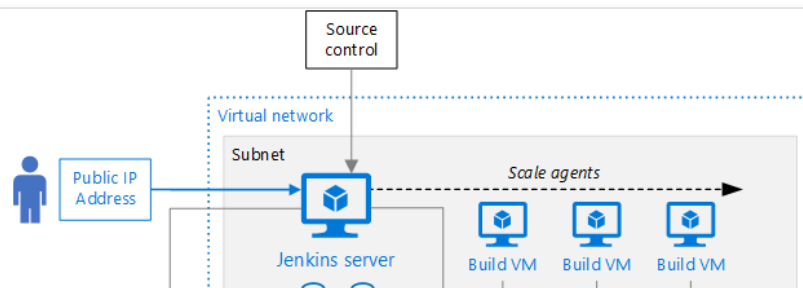 Source
control
Virtual network
Subnet
Public IP
Address
Scale agents
Jenkins server
Build VM
Build VM
Build VM